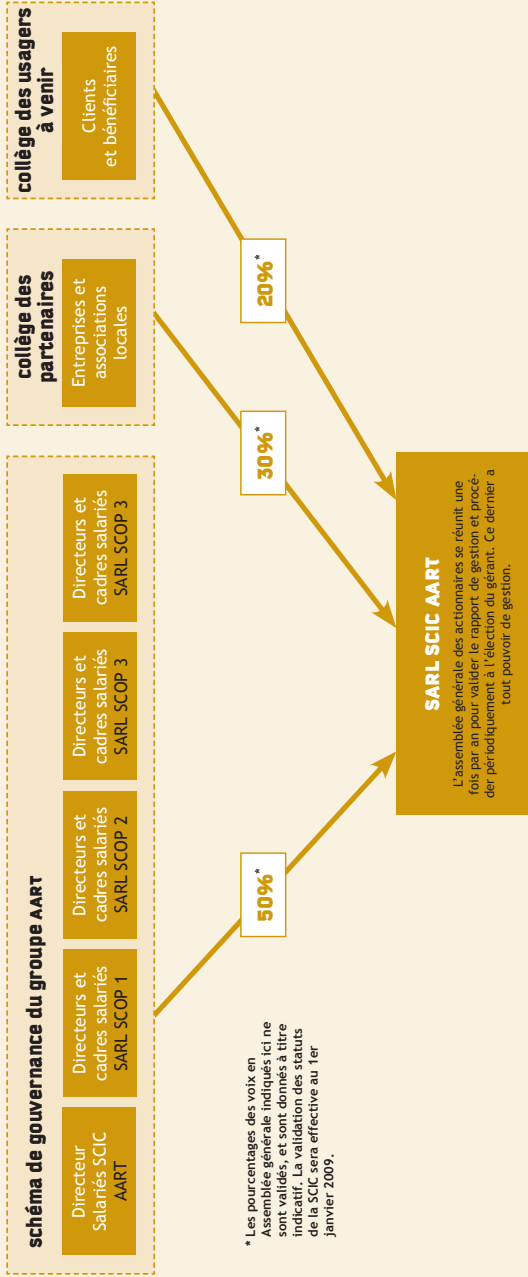 schéma de gouvernance du groupe AART
Directeur
Salariés SCIC
AART
Directeurs et
cadres salariés
SARL SCOP 1
Directeurs et
cadres salariés
SARL SCOP 2
Directeurs et
cadres salariés
SARL SCOP 3
Directeurs et
cadres salariés
SARL SCOP 3
collège des
partenaires
Entreprises et
associations
locales
collège des usagers
à venir
Clients
et bénéficiaires
50%*
30%*
20%*
* Les pourcentages des voix en
Assemblée générale indiqués ici ne
sont validés, et sont donnés à titre
indicatif. La validation des statuts
de la SCIC sera effective au 1er
janvier 2009.
SARL SCIC AART
L'assemblée générale des actionnaires se réunit une
fois par an pour valider le rapport de gestion et procé-
der périodiquement à l'élection du gérant. Ce dernier a
tout pouvoir de gestion.